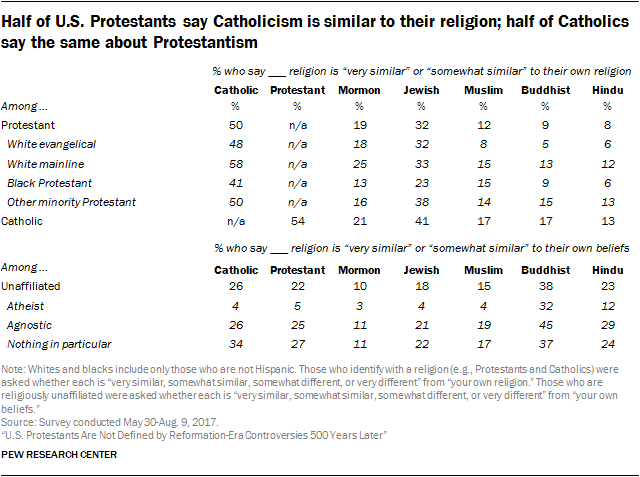 Half of U.S. Protestants say Catholicism is similar to their religion; half of Catholics
say the same about Protestantism
% who say ___ religion is “very similar” or “somewhat similar” to their own religion
Catholic Protestant Mormon Jewish Muslim Buddhist Hindu
Among ... % % % % % % %
Protestant 50 n/a 19 32 12 9 8
White evangelical 48 n/a 18 32 8 5 6
White mainline 58 n/a 25 33 15 13 12
Black Protestant 41 n/a 13 23 15 9 6
Other minority Protestant 50 n/a 16 38 14 15 13
Catholic n/a 54 21 41 17 17 13
% who say ___ religion is “very similar” or “somewhat similar” to their own beliefs
Among ... Catholic Protestant Mormon Jewish Muslim Buddhist Hindu
Unaffiliated 26 22 10 18 15 38 23
Atheist 4 5 3 4 4 32 12
Agnostic 26 25 11 21 19 45 29
Nothing in particular 34 27 11 22 17 37 24
Note: Whites and blacks include only those who are not Hispanic. Those who identify with a religion (e.g., Protestants and Catholics) were
asked whether each is “very similar, somewhat similar, somewhat different, or very different” from “your own religion.” Those who are
religiously unaffiliated were asked whether each is “very similar, somewhat similar, somewhat different, or very different” from “your own
beliefs.”
Source: Survey conducted May 30-Aug. 9, 2017.
“U.S. Protestants Are Not Defined by Reformation-Era Controversies 500 Years Later”
PEW RESEARCH CENTER